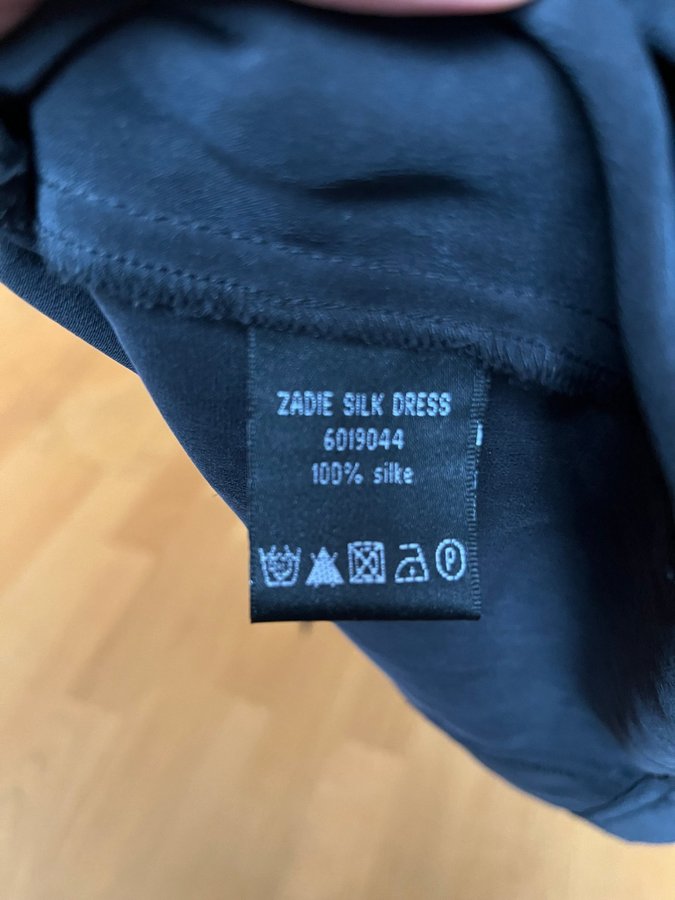 ZADIE SILK DRESS
6019044
100% silke
P